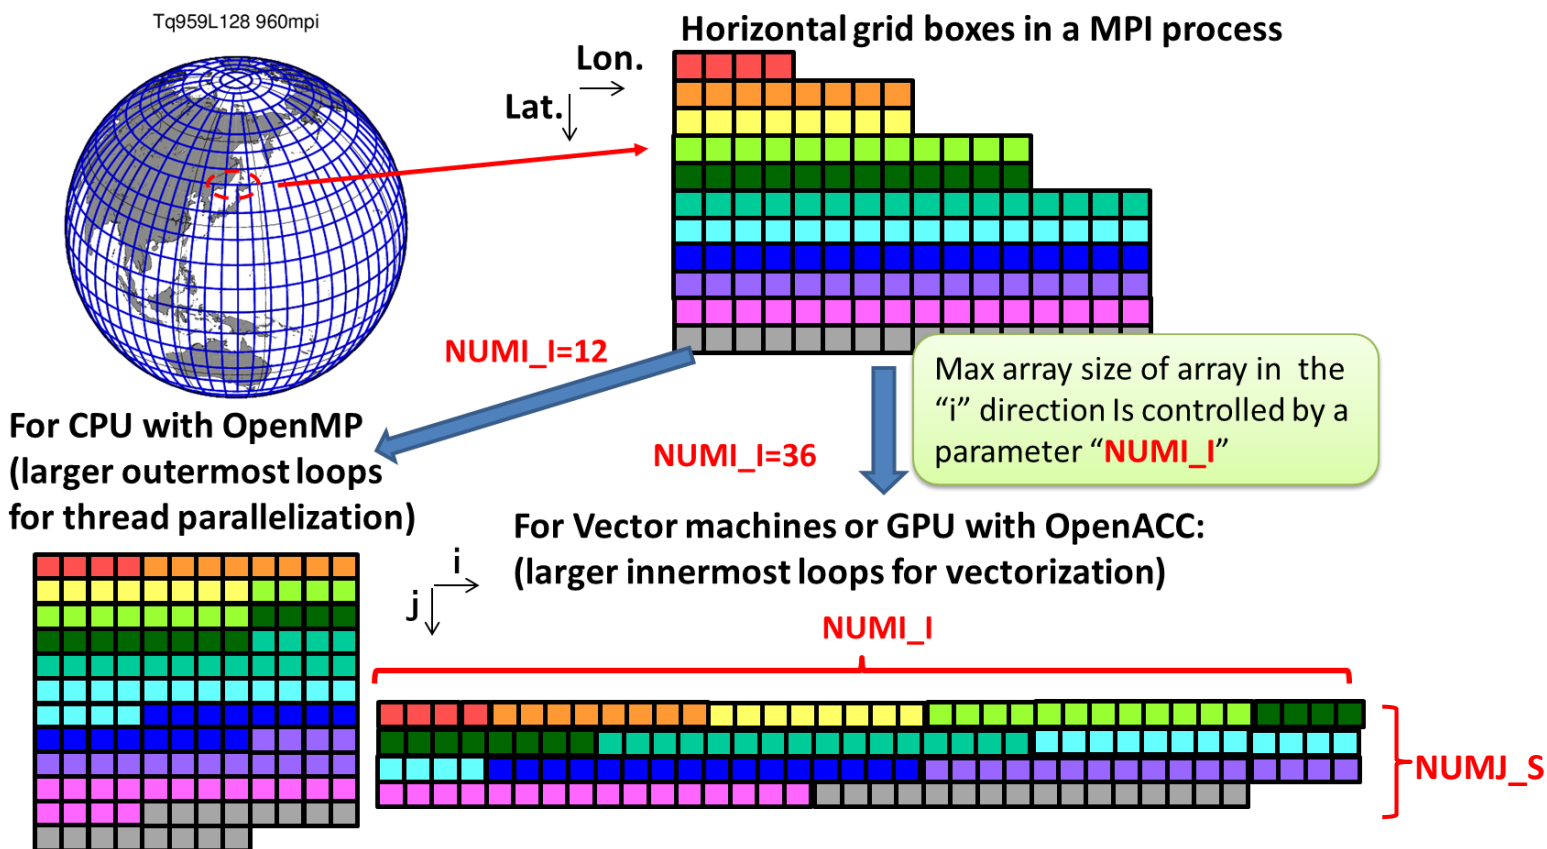 Tq959L128 960mpi
Horizontal grid boxes in a MPI process
Lon.
Lat.
NUMI_I=12
Max array size of array in the
“i” direction Is controlled by a
parameter “NUMI_I”
For CPU with OpenMP
(larger outermost loops
for thread parallelization)
NUMI_I=36
For Vector machines or GPU with OpenACC:
(larger innermost loops for vectorization)
i
j
NUMI_I
NUMJ_S